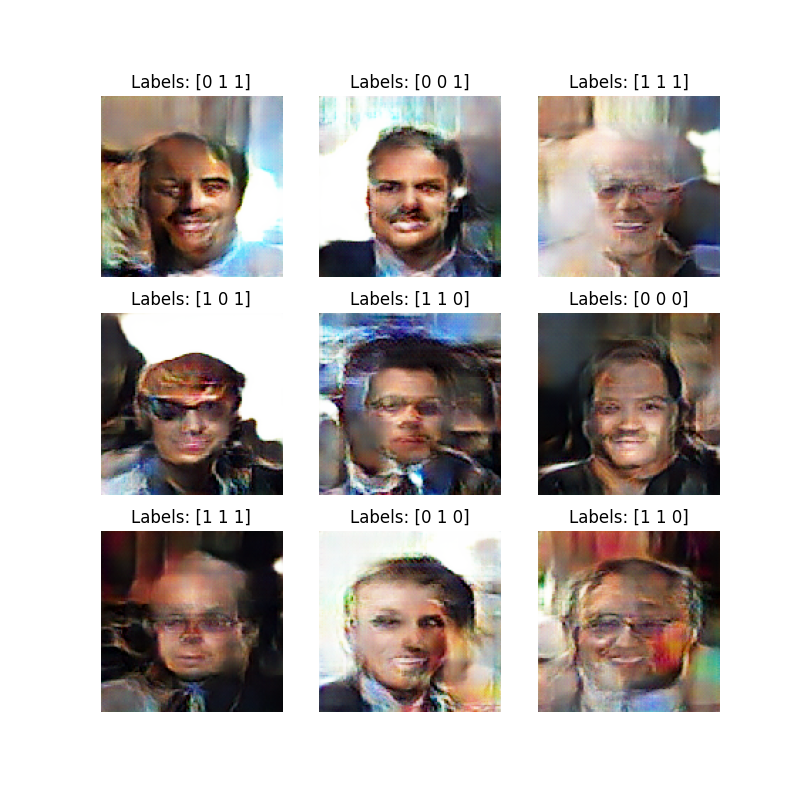 Labels: [0 1 1]
Labels: [0 0 1]
Labels: [1 1 1]
Labels: [1 0 1]
Labels: [1 1 0]
Labels: [0 0 0]
Labels: [1 1 1]
Labels: [0 1 0]
Labels: [1 1 0]